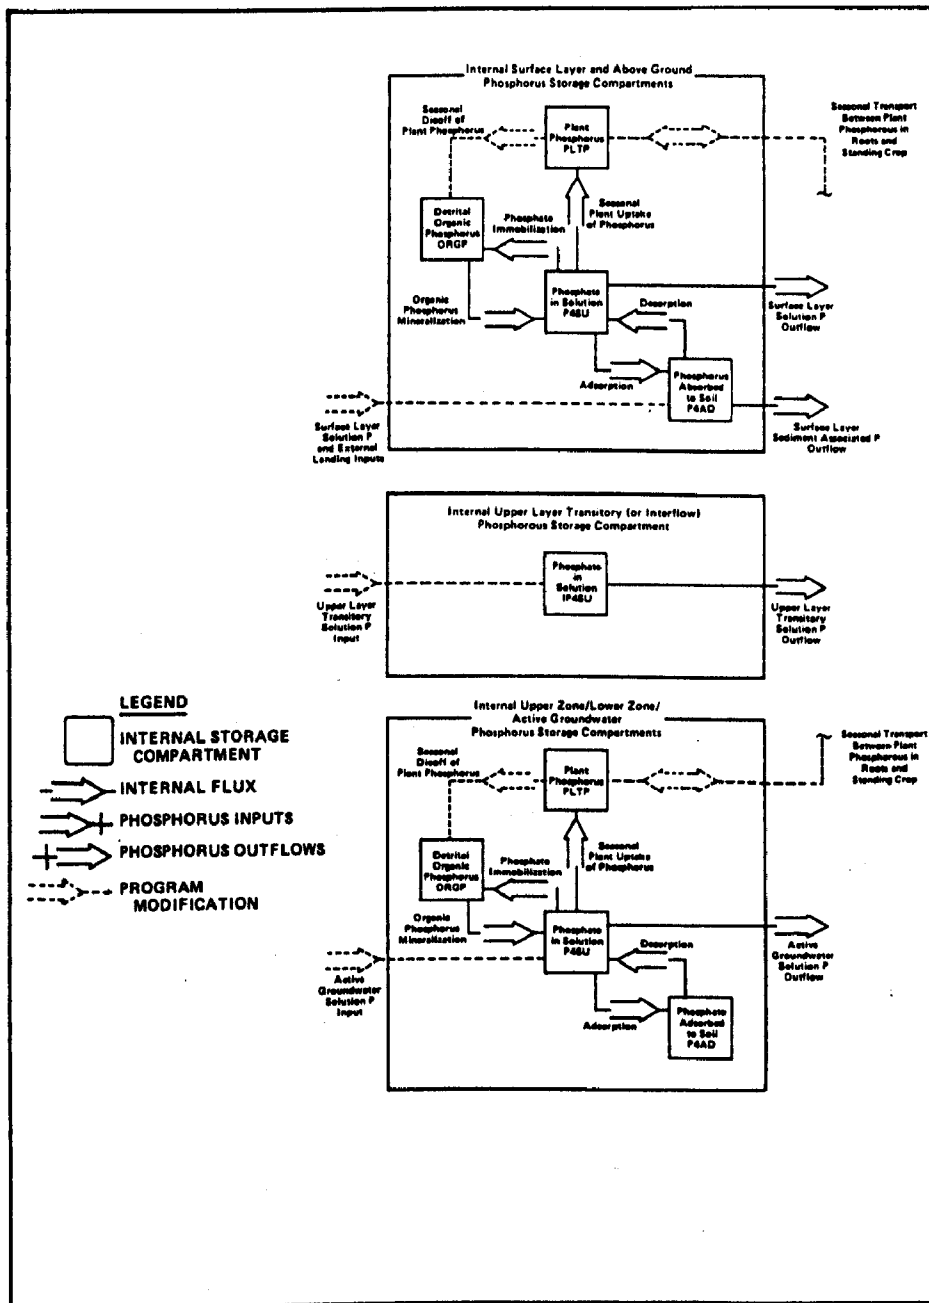 Internal Surface Layer and Above Ground
Phosphorus Storage Compartments
Seasonal
Dieoff of
Plant Phosphorus
Plant
Phosphorus
PLTP
Seasonal Transport
Between Plant
Phosphorous in
Roots and
Standing Crop
Detrital
Organic
Phosphorus
ORGP
Phosphate
Immobilization
Seasonal
Plant Uptake
of Phosphorus
Organic
Phosphorus
Mineralization
Phosphate
in Solution
P4SU
Desorption
Surface Layer
Solution P
Outflow
Adsorption
Phosphorus
Absorbed
to Soil
P4AD
Surface Layer
Solution P
and External
Landing Inputs
Surface Layer
Sediment Associated P
Outflow
Internal Upper Layer Transitory (or Interflow)
Phosphorous Storage Compartment
Phosphate
in
Solution
IP4SU
Upper Layer
Transitory
Solution P
Input
Upper Layer
Transitory
Solution P
Outflow
LEGEND
INTERNAL STORAGE
COMPARTMENT
INTERNAL FLUX
PHOSPHORUS INPUTS
PHOSPHORUS OUTFLOWS
PROGRAM
MODIFICATION
Internal Upper Zone/Lower Zone/
Active Groundwater
Phosphorus Storage Compartments
Seasonal
Dieoff of
Plant Phosphorus
Plant
Phosphorus
PLTP
Seasonal Transport
Between Plant
Phosphorous in
Roots and
Standing Crop
Detrital
Organic
Phosphorus
ORGP
Phosphate
Immobilization
Seasonal
Plant Uptake
of Phosphorus
Organic
Phosphorus
Mineralization
Phosphate
in Solution
P4SU
Desorption
Active
Groundwater
Solution P
Outflow
Active
Groundwater
Solution P
Input
Adsorption
Phosphate
Adsorbed
to Soil
P4AD